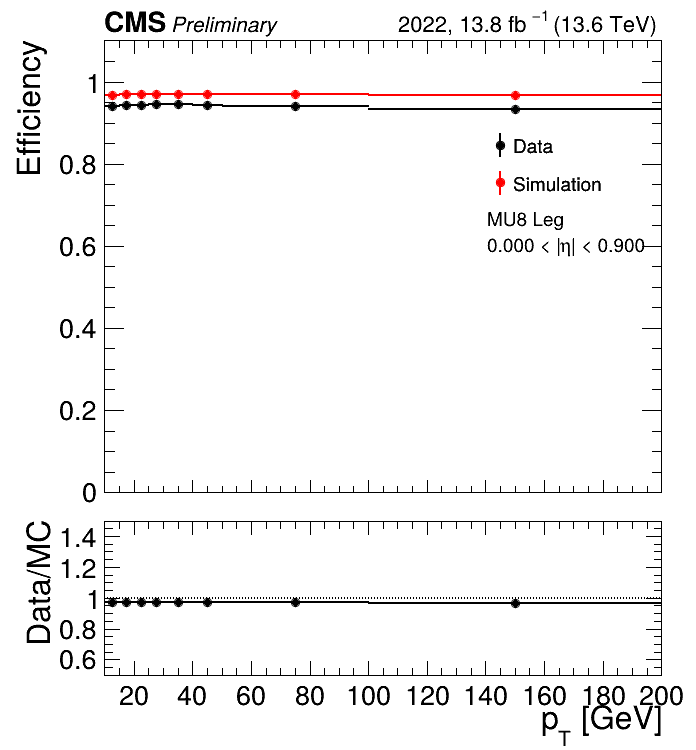 CMS Preliminary 2022, 13.8 fb⁻¹ (13.6 TeV)
Efficiency
1
0.8
0.6
0.4
0.2
0
Data
Simulation
MU8 Leg
0.000 < |η| < 0.900
Data/MC
1.4
1.2
1
0.8
0.6
20 40 60 80 100 120 140 160 180 200
p_T [GeV]